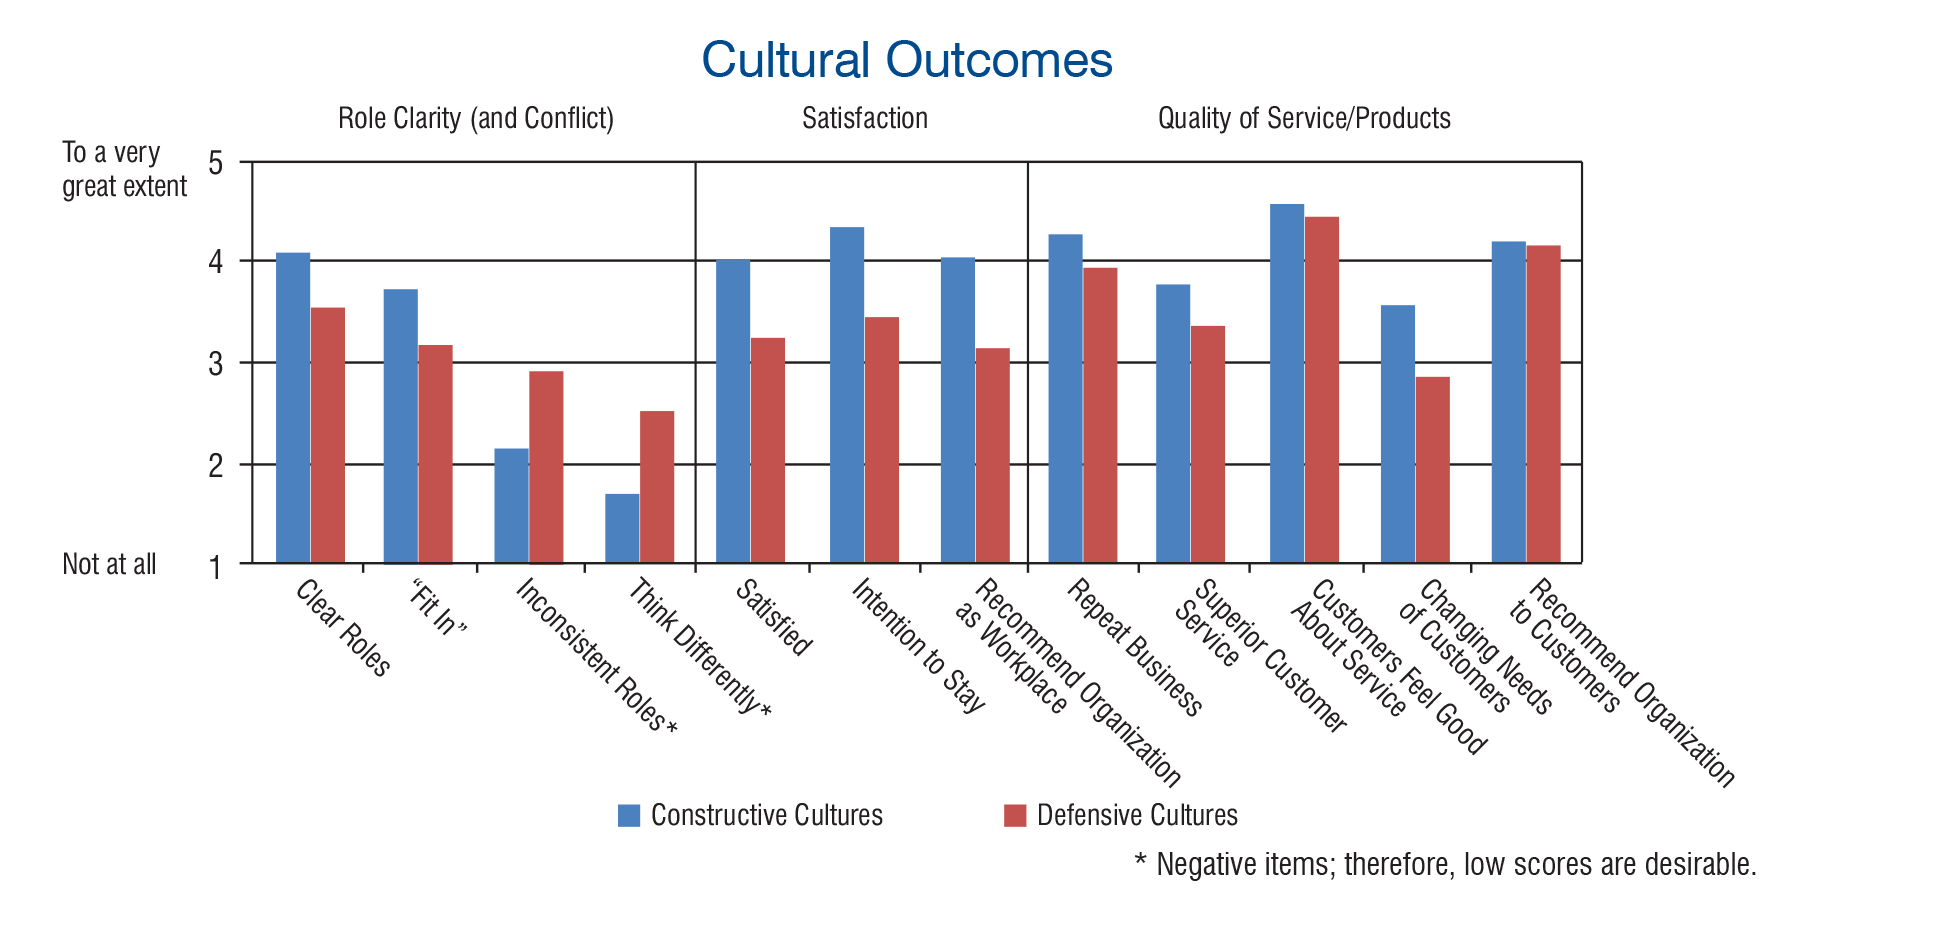 Cultural Outcomes
Role Clarity (and Conflict)
Satisfaction
Quality of Service/Products
To a very
great extent
5
4
3
2
Not at all
1
Clear Roles
“Fit In”
Inconsistent Roles*
Think Differently*
Satisfied
Intention to Stay
Recommend Organization
as Workplace
Repeat Business
Superior Customer
Service
Customers Feel Good
About Service
Changing Needs
of Customers
Recommend Organization
to Customers
Constructive Cultures
Defensive Cultures
* Negative items; therefore, low scores are desirable.